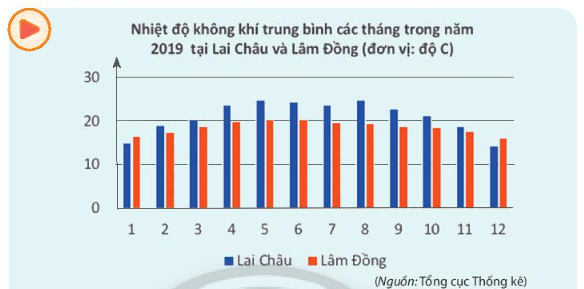 Nhiệt độ không khí trung bình các tháng trong năm
2019 tại Lai Châu và Lâm Đồng (đơn vị: độ C)
30
20
10
0
1 2 3 4 5 6 7 8 9 10 11 12
Lai Châu Lâm Đồng
(Nguồn: Tổng cục Thống kê)